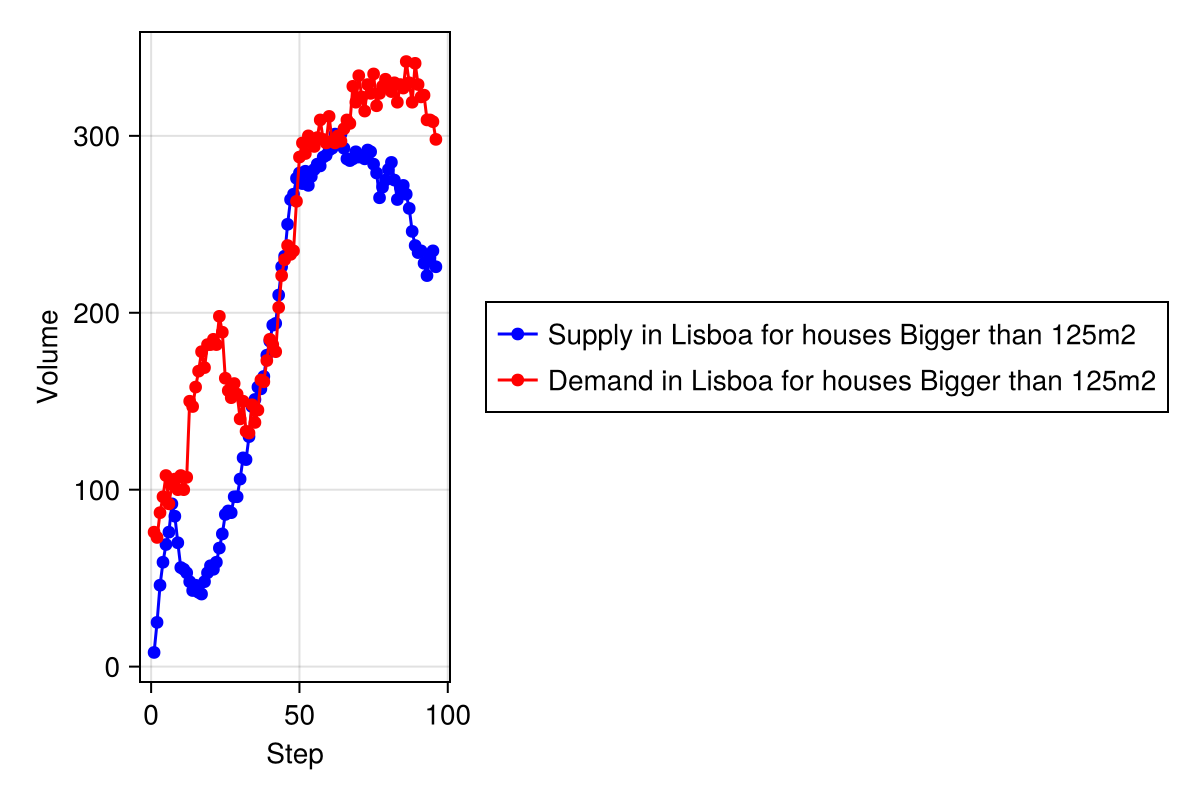 Volume
300
200
100
0
0 50 100
Step
Supply in Lisboa for houses Bigger than 125m2
Demand in Lisboa for houses Bigger than 125m2